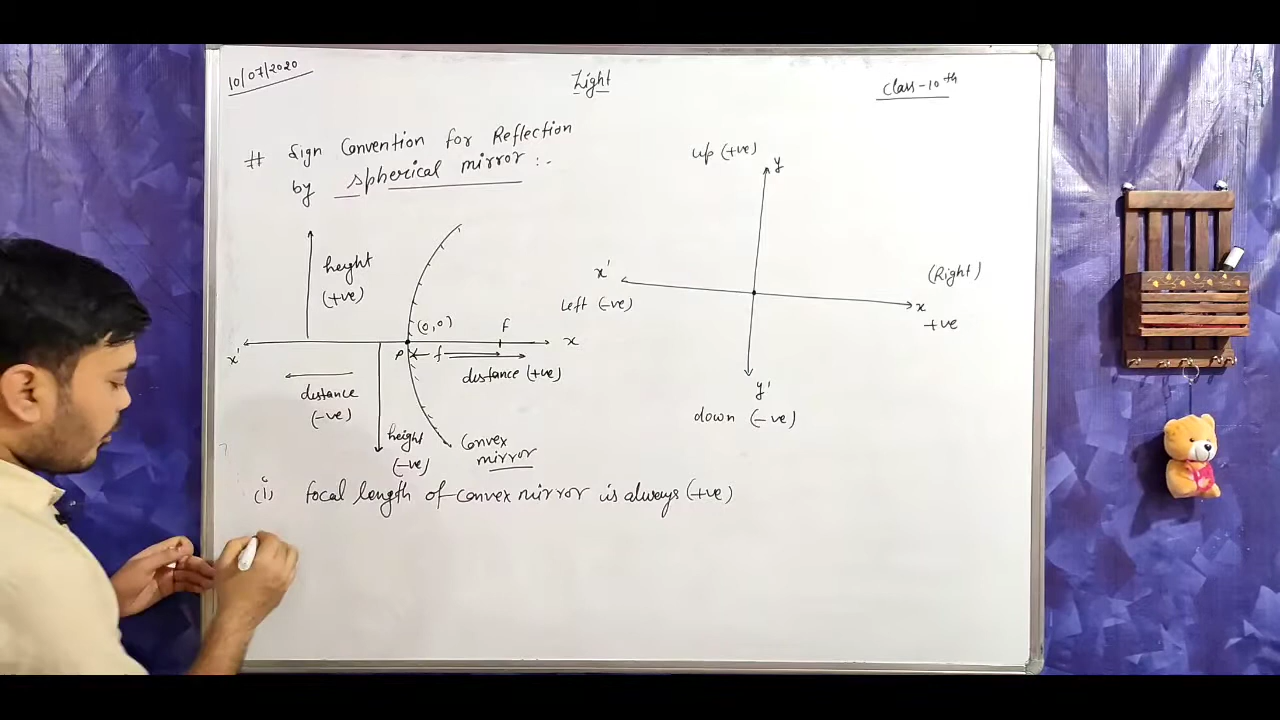 10/07/2020
Light
Class-10th
# Sign Convention for Reflection
by spherical mirror :-
up (+ve)
y
height
(+ve)
(0,0)
F
x'
x
P
f
distance (+ve)
distance
(-ve)
height
(-ve)
Convex
mirror
x'
Left (-ve)
(Right)
x
+ve
y'
down (-ve)
(i) focal length of convex mirror is always (+ve)